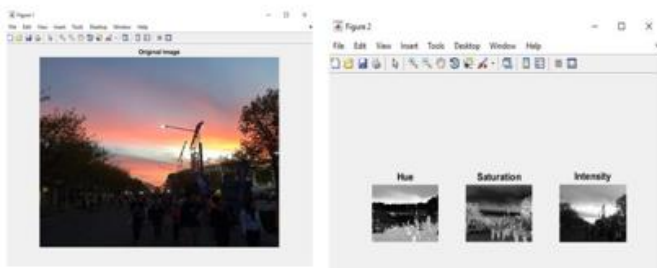 Figure 1
File Edit View Insert Tools Desktop Window Help
Original Image
Figure 2
File Edit View Insert Tools Desktop Window Help
Hue Saturation Intensity